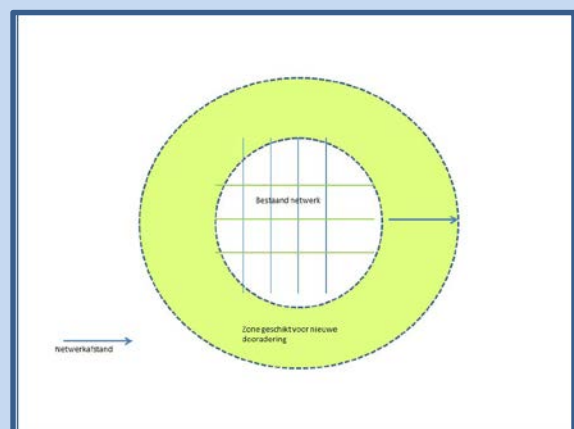 Bestaand netwerk
Zone geschikt voor nieuwe
dooradering
Netwerkafstand